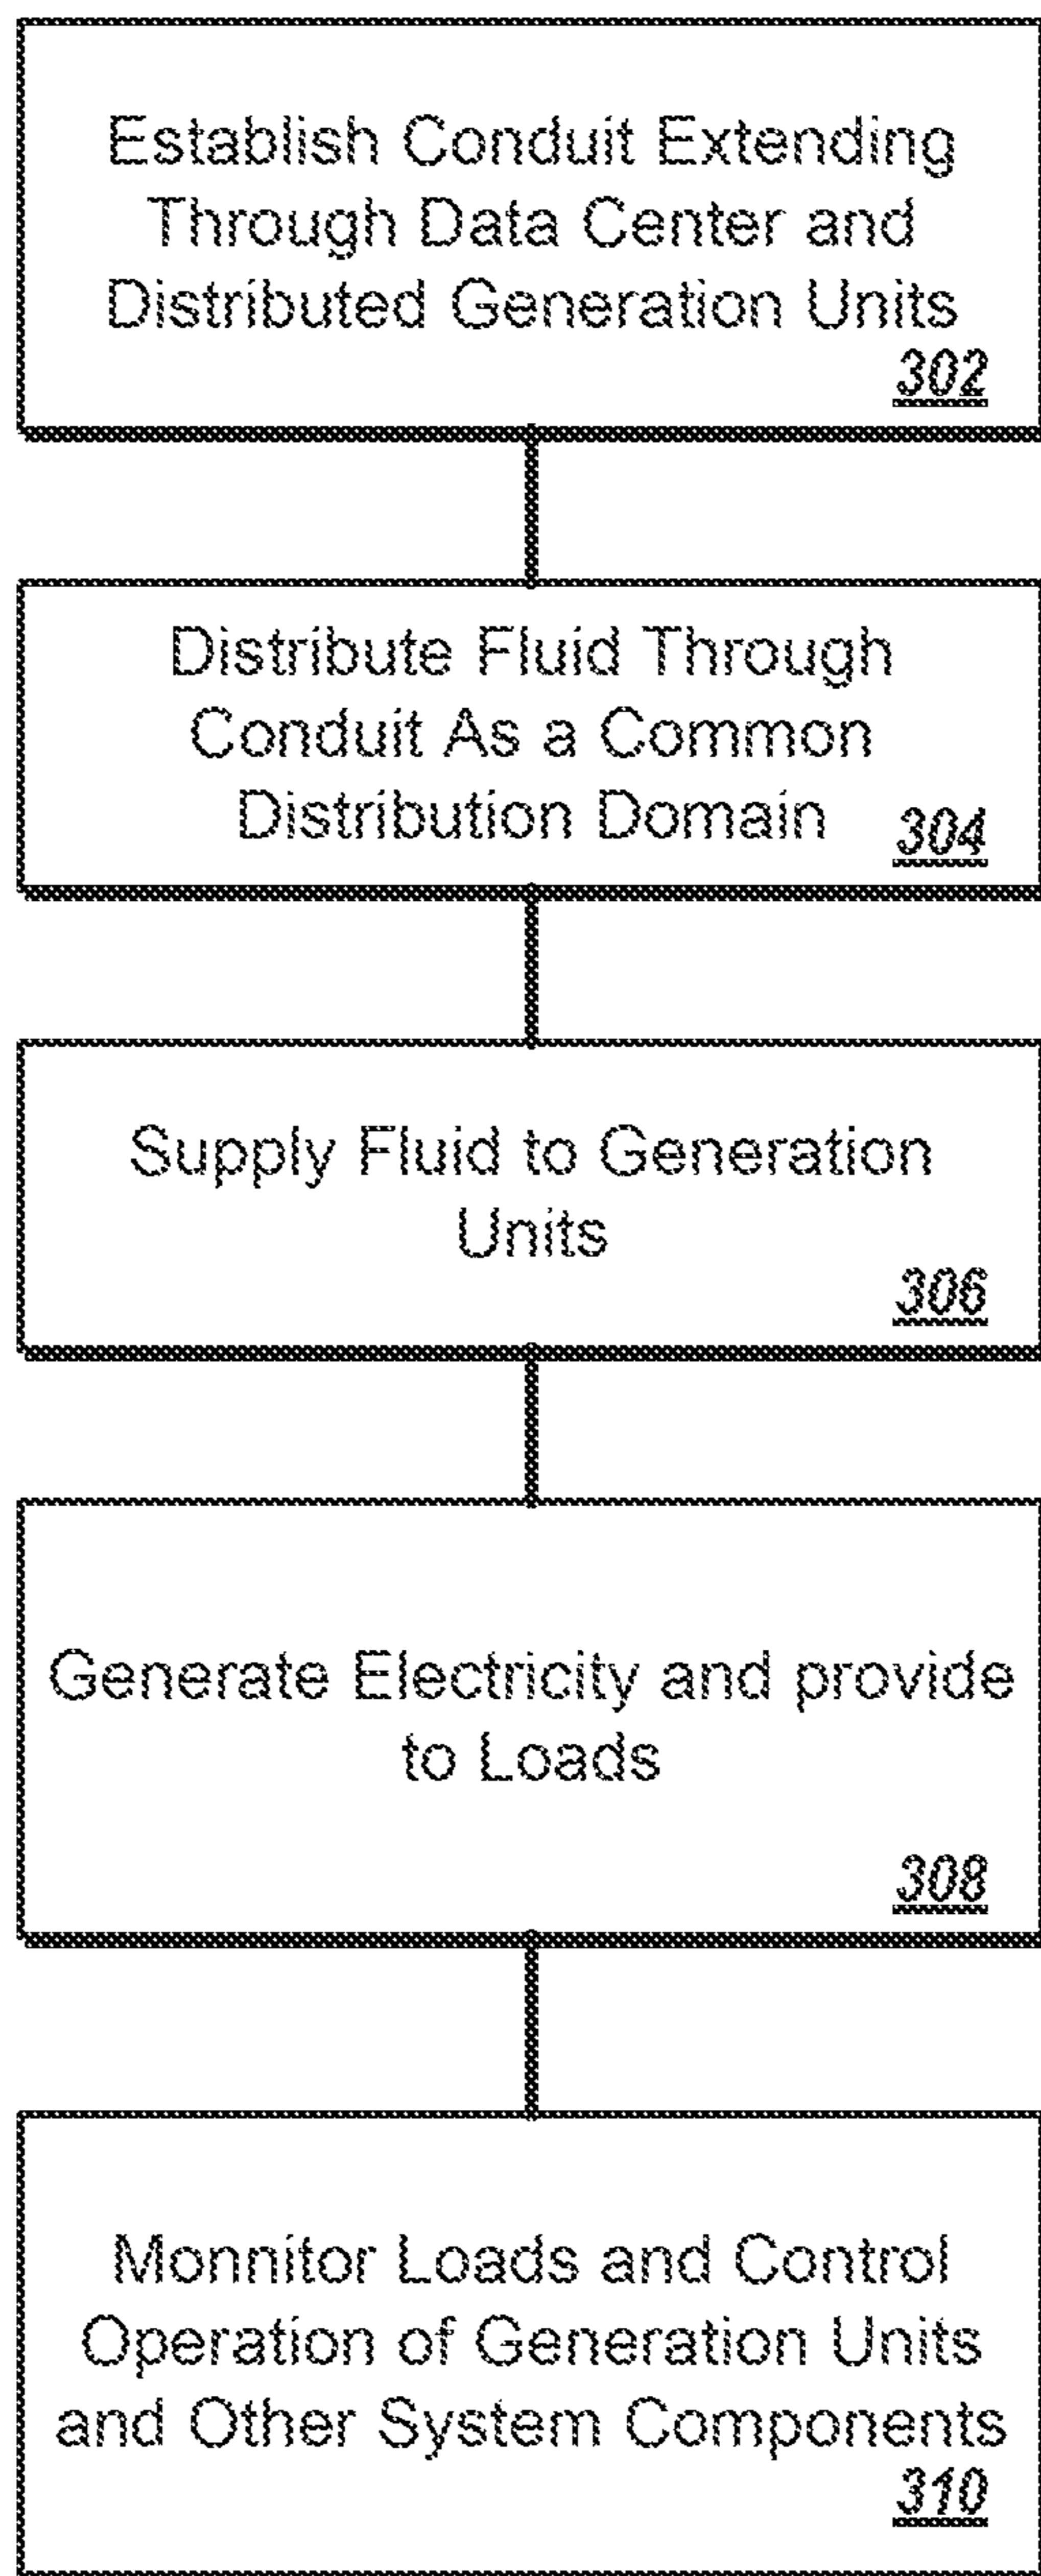 Establish Conduit Extending
Through Data Center and
Distributed Generation Units
302
Distribute Fluid Through
Conduit As a Common
Distribution Domain
304
Supply Fluid to Generation
Units
306
Generate Electricity and provide
to Loads
308
Monnitor Loads and Control
Operation of Generation Units
and Other System Components
310